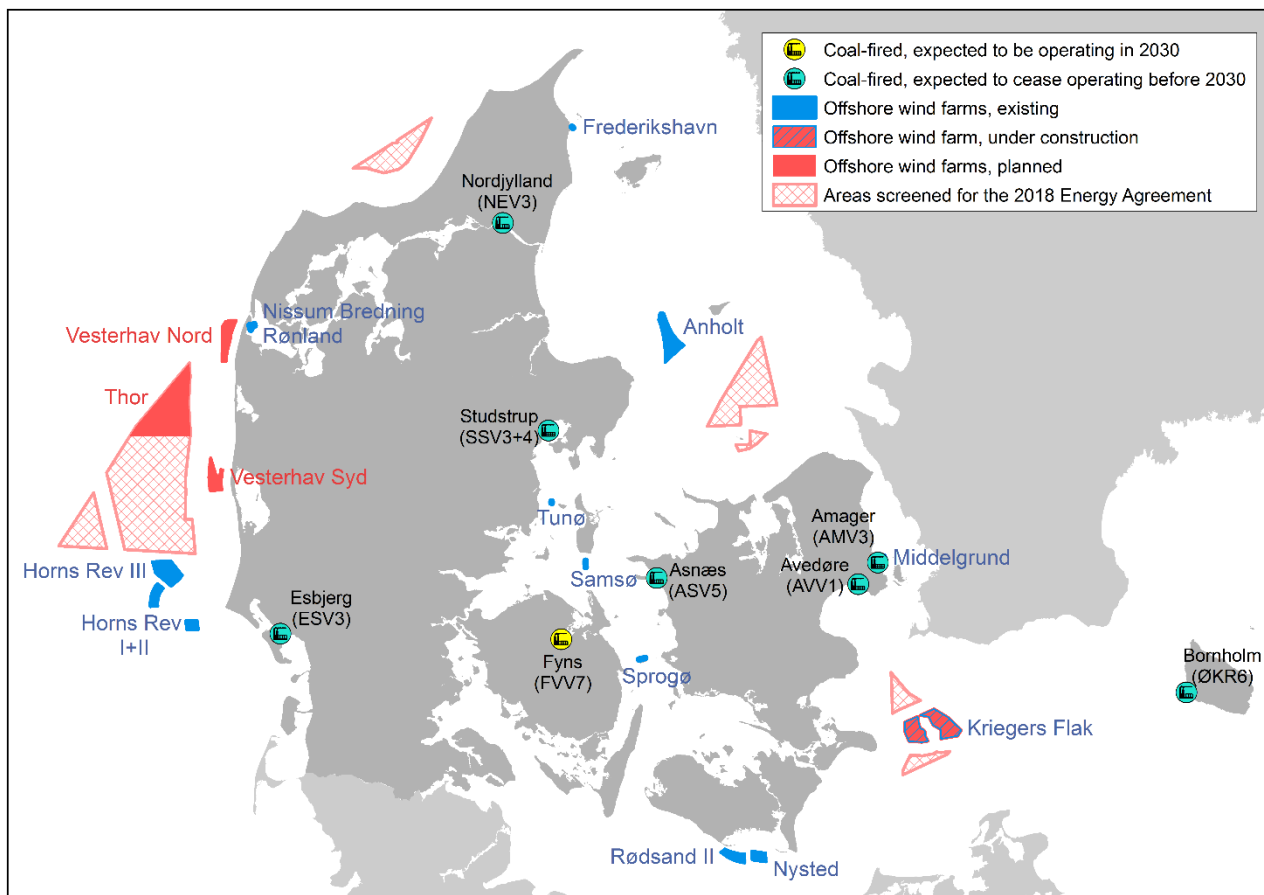 Coal-fired, expected to be operating in 2030
Coal-fired, expected to cease operating before 2030
Offshore wind farms, existing
Offshore wind farm, under construction
Offshore wind farms, planned
Areas screened for the 2018 Energy Agreement
Frederikshavn
Nordjylland
(NEV3)
Nissum Bredning
Rønland
Vesterhav Nord
Anholt
Thor
Studstrup
(SSV3+4)
Vesterhav Syd
Tunø
Amager
(AMV3)
Middelgrund
Avedøre
(AVV1)
Horns Rev III
Samsø
Asnæs
(ASV5)
Esbjerg
(ESV3)
Horns Rev
I+II
Fyns
(FVV7)
Sprogø
Bornholm
(ØKR6)
Kriegers Flak
Rødsand II
Nysted